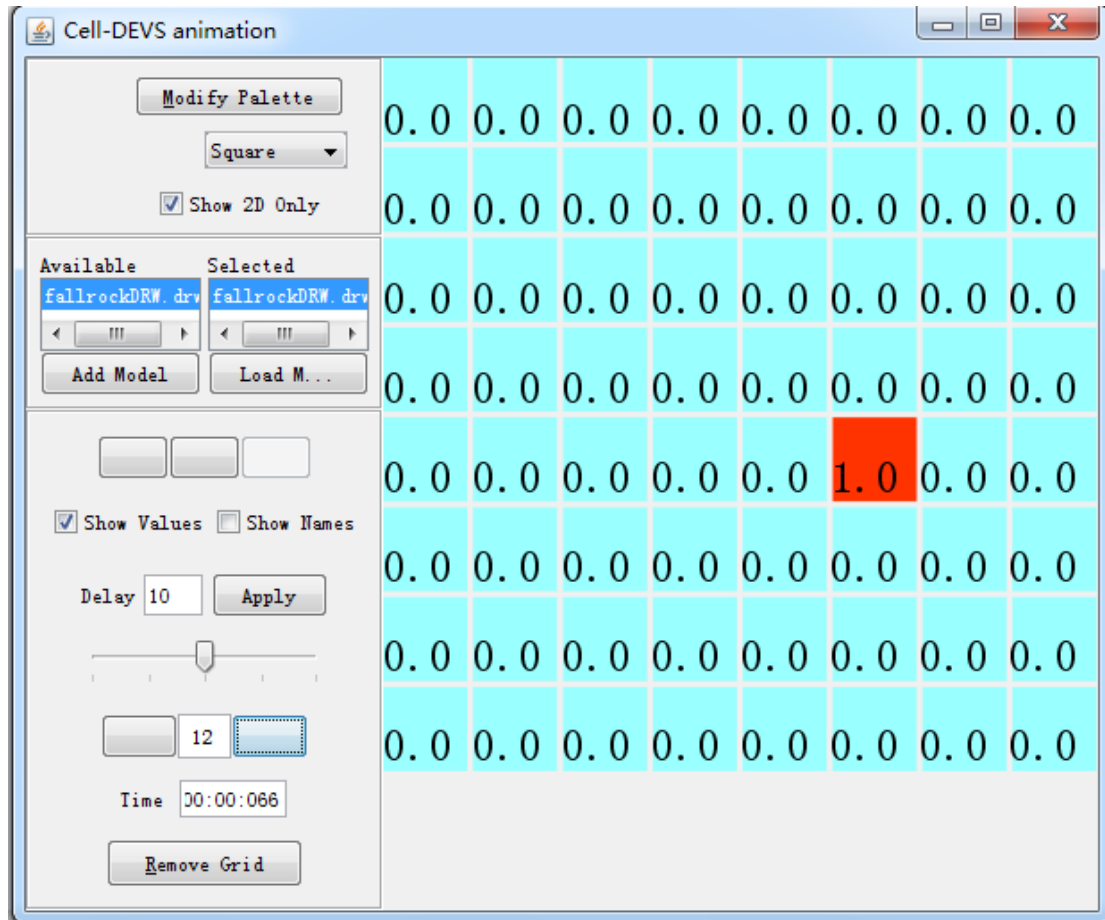 Cell-DEVS animation
Modify Palette
Square
Show 2D Only
Available Selected
fallrockDRW.drw fallrockDRW.drw
Add Model Load M...
Show Values Show Names
Delay 10 Apply
12
Time 00:00:066
Remove Grid
0.0 0.0 0.0 0.0 0.0 0.0 0.0 0.0
0.0 0.0 0.0 0.0 0.0 0.0 0.0 0.0
0.0 0.0 0.0 0.0 0.0 0.0 0.0 0.0
0.0 0.0 0.0 0.0 0.0 0.0 0.0 0.0
0.0 0.0 0.0 0.0 0.0 1.0 0.0 0.0
0.0 0.0 0.0 0.0 0.0 0.0 0.0 0.0
0.0 0.0 0.0 0.0 0.0 0.0 0.0 0.0
0.0 0.0 0.0 0.0 0.0 0.0 0.0 0.0